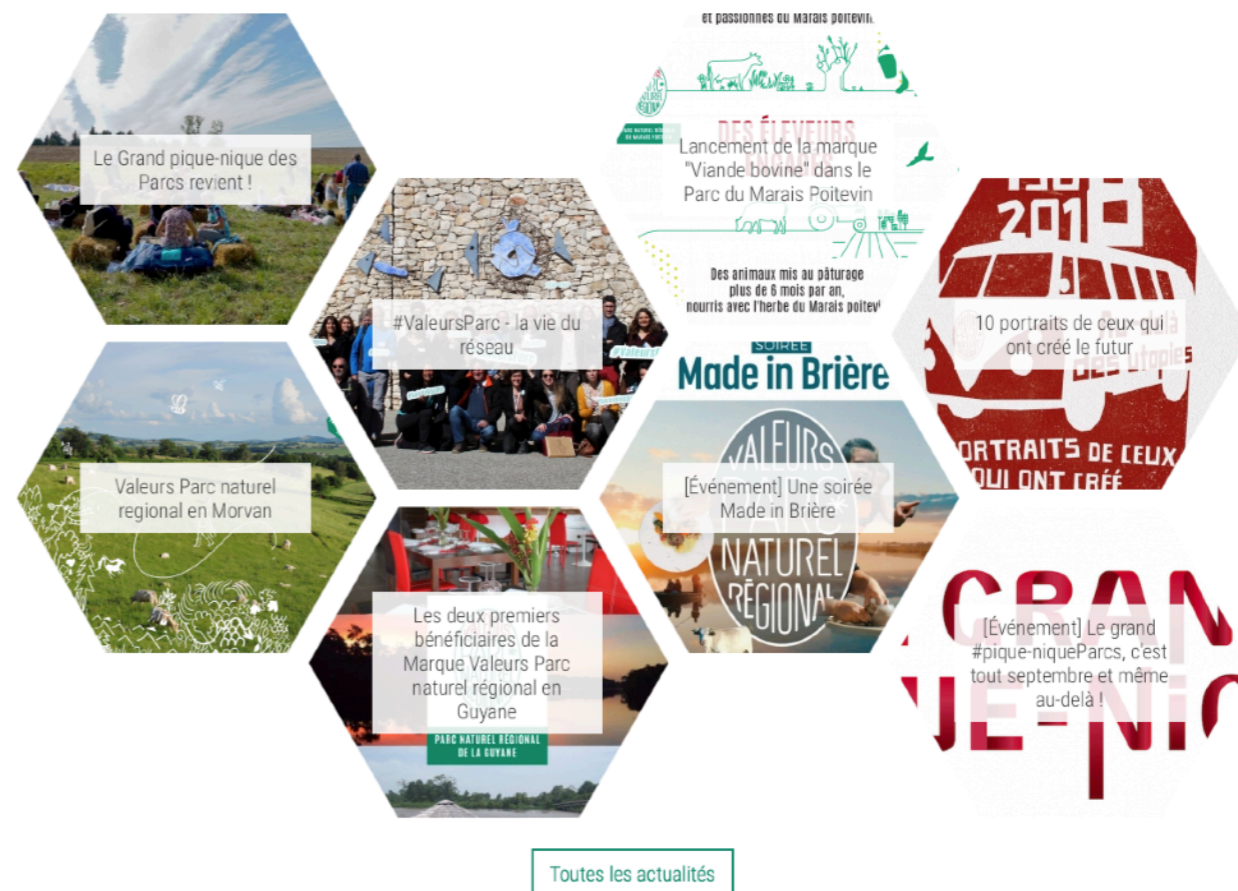 Le Grand pique-nique des
Parcs revient !
et passionnés du Marais poitevin.
DES ÉLEVEURS
Lancement de la marque
"Viande bovine" dans le
Parc du Marais Poitevin
Des animaux mis au pâturage
plus de 6 mois par an,
nourris avec l'herbe du Marais
#ValeursParc - la vie du
réseau
201
10 portraits de ceux qui
ont créé le futur
des utopies
PORTRAITS DE CEUX
QUI ONT CRÉÉ
Valeurs Parc naturel
regional en Morvan
SOIRÉE
Made in Brière
VALEURS
PARC
NATUREL
RÉGIONAL
[Événement] Une soirée
Made in Brière
Les deux premiers
bénéficiaires de la
Marque Valeurs Parc
naturel régional en
Guyane
PARC NATUREL RÉGIONAL
DE LA GUYANE
[Événement] Le grand
#pique-niqueParcs, c'est
tout septembre et même
au-delà !
Toutes les actualités